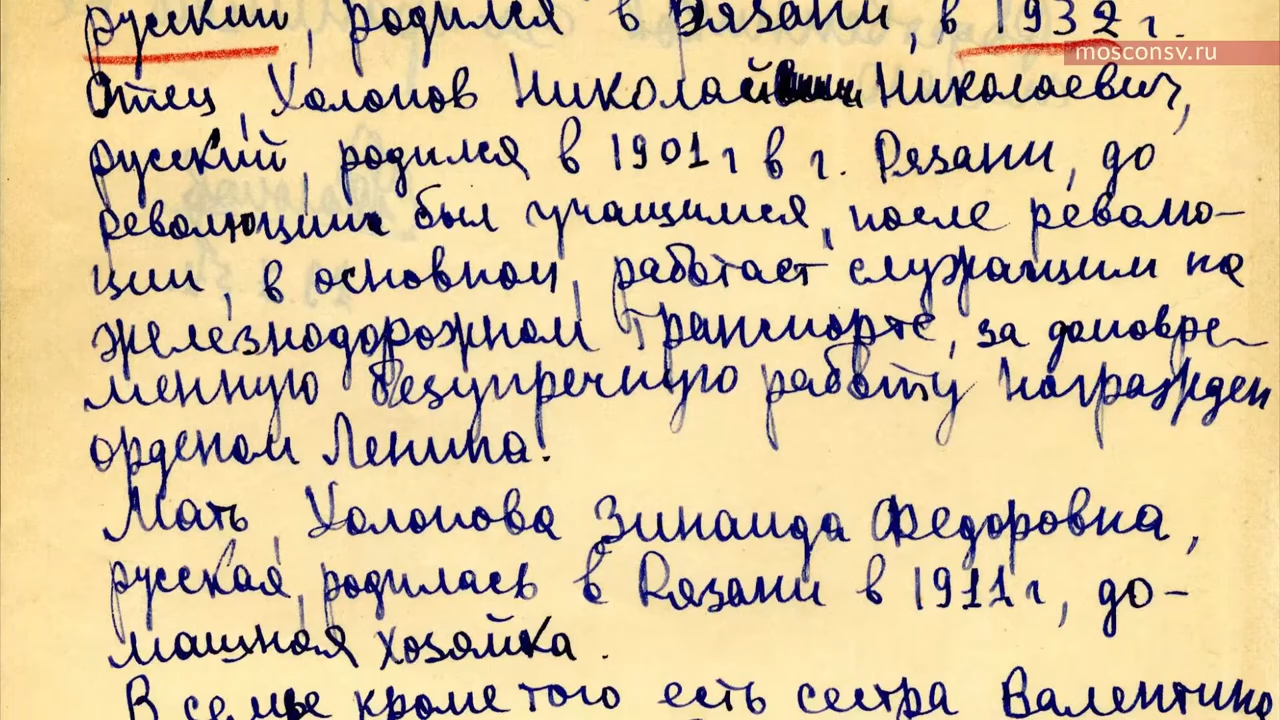 русский, родился в Рязани, в 1932 г.
mosconsv.ru
Отец, Холопов Николай Николаевич,
русский, родился в 1901 г в г. Рязани, до
революции был учащимся, после револю-
ции, в основном, работает служащим на
железнодорожном транспорте, за долговре-
менную безупречную работу награжден
орденом Ленина.
Мать, Холопова Зинаида Федоровна,
русская, родилась в Рязани в 1911 г, до-
машная хозяйка.
В семье кроме того есть сестра Валентина